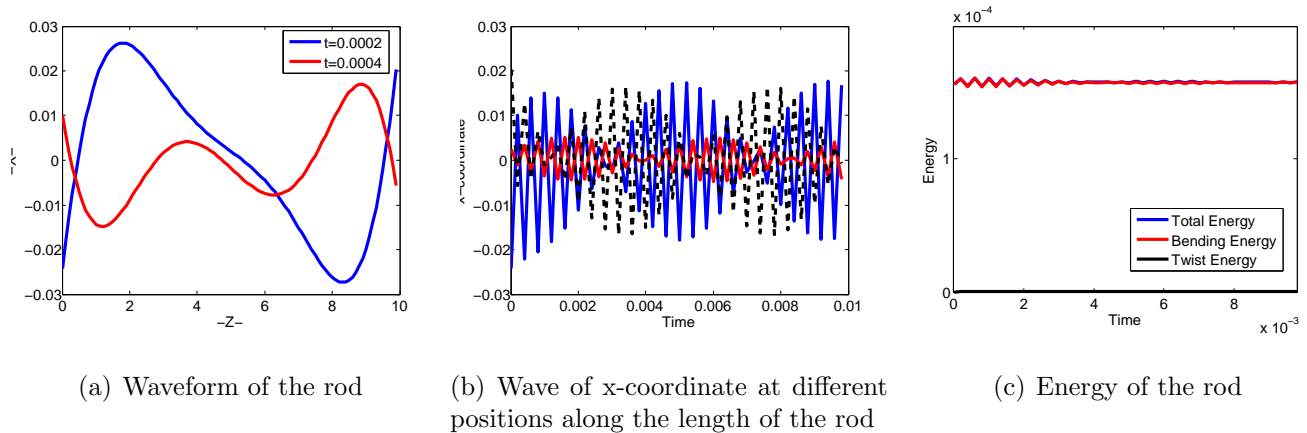 0.03
0.02
0.01
0
−0.01
−0.02
−0.03
−X−
0 2 4 6 8 10
−Z−
t=0.0002
t=0.0004
0.03
0.02
0.01
0
−0.01
−0.02
−0.03
x−coordinate
0 0.002 0.004 0.006 0.008 0.01
Time
x 10⁻⁴
1
0
Energy
0 2 4 6 8
Time
x 10⁻³
Total Energy
Bending Energy
Twist Energy
(a) Waveform of the rod
(b) Wave of x-coordinate at different
positions along the length of the rod
(c) Energy of the rod